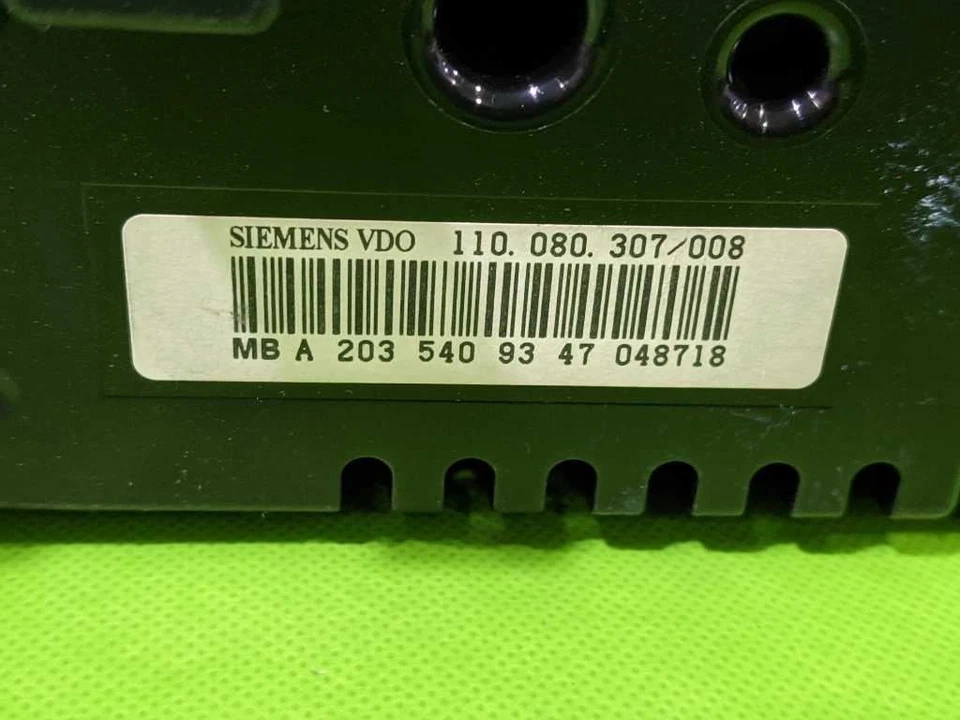 SIEMENS VDO 110. 080. 307/008
MB A 203 540 93 47 048718